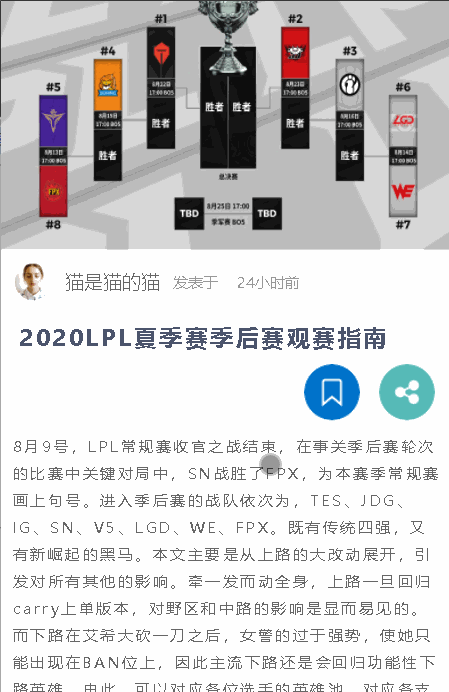 #1
#2
#4
#3
#5
#6
8月22日
17:00 BO5
8月23日
17:00 BO5
胜者
胜者
胜者
胜者
8月15日
17:00 BO5
8月16日
17:00 BO5
LGD
胜者
胜者
8月13日
17:00 BO5
8月14日
17:00 BO5
总决赛
FPX
WE
#8
#7
TBD
8月25日 17:00
季军赛 BO5
TBD
猫是猫的猫 发表于 24小时前
2020LPL夏季赛季后赛观赛指南
8月9号，LPL常规赛收官之战结束，在事关季后赛轮次
的比赛中关键对局中，SN战胜了FPX，为本赛季常规赛
画上句号。进入季后赛的战队依次为，TES、JDG、
IG、SN、V5、LGD、WE、FPX。既有传统四强，又
有新崛起的黑马。本文主要是从上路的大改动展开，引
发对所有其他的影响。牵一发而动全身，上路一旦回归
carry上单版本，对野区和中路的影响是显而易见的。
而下路在艾希大砍一刀之后，女警的过于强势，使她只
能出现在BAN位上，因此主流下路还是会回归功能性下
路英雄。由此，可以对应各位选手的英雄池，对应各支